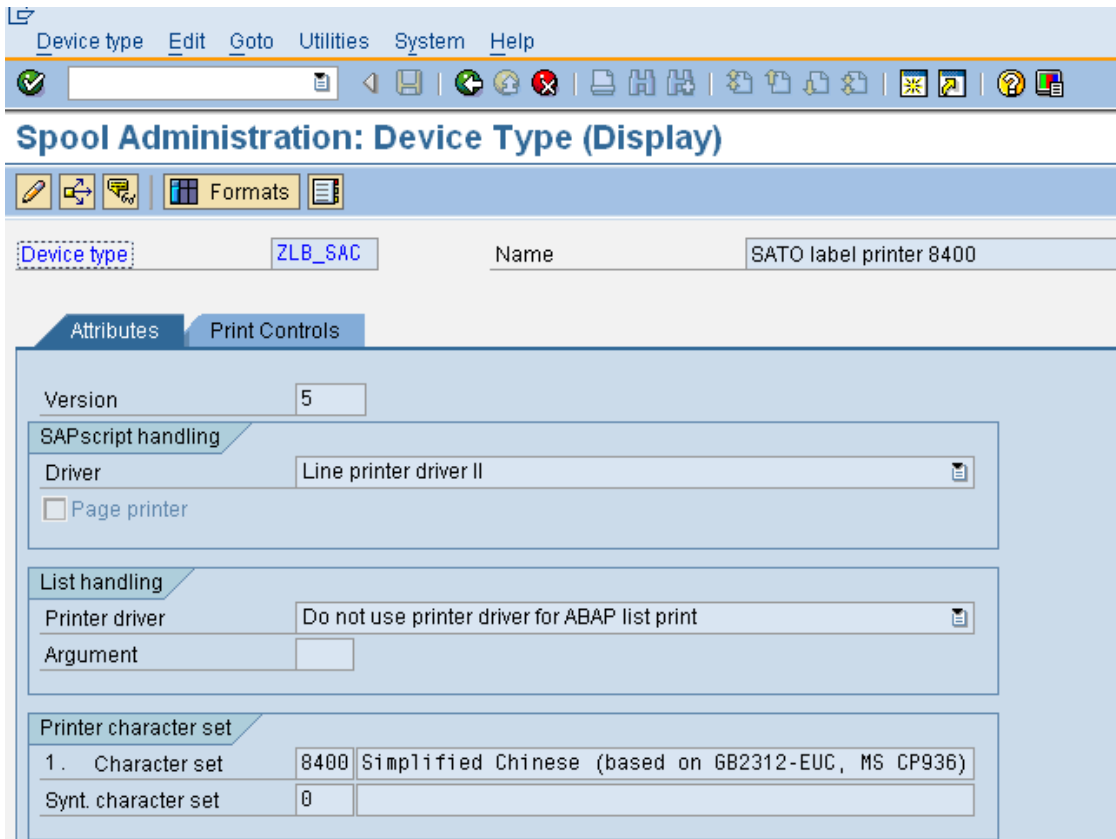 Device type Edit Goto Utilities System Help
Spool Administration: Device Type (Display)
Formats
Device type ZLB_SAC Name SATO label printer 8400
Attributes Print Controls
Version 5
SAPscript handling
Driver Line printer driver II
Page printer
List handling
Printer driver Do not use printer driver for ABAP list print
Argument
Printer character set
1. Character set 8400 Simplified Chinese (based on GB2312-EUC, MS CP936)
Synt. character set 0